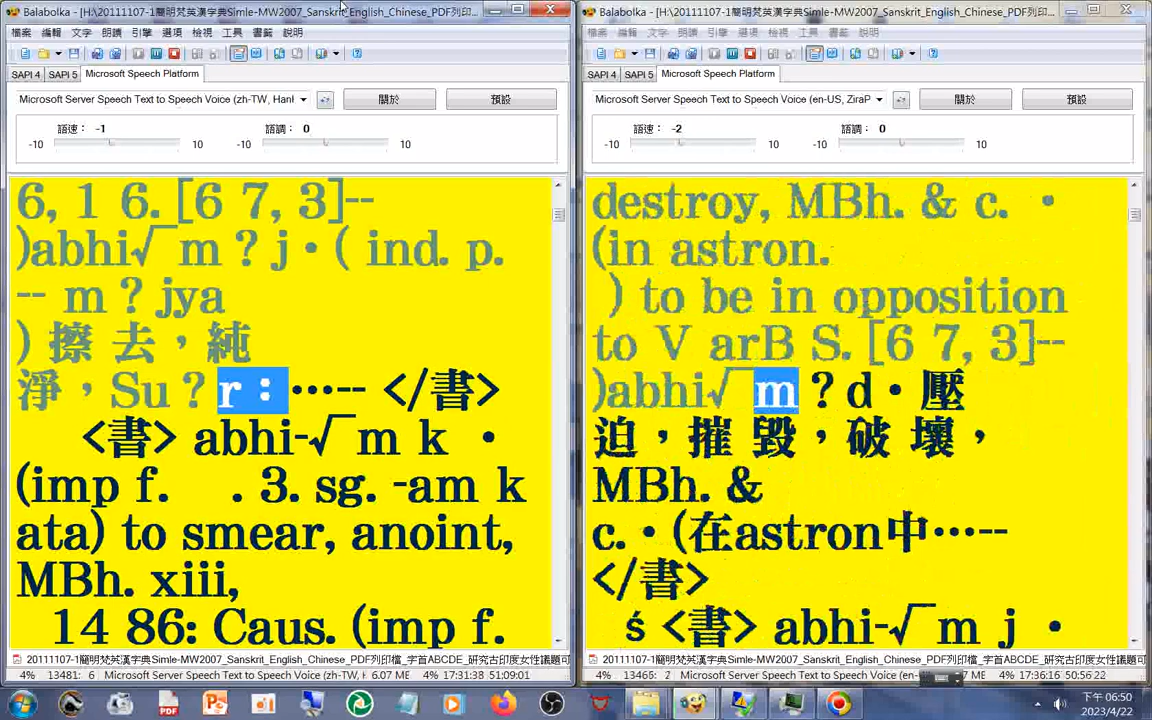 Balabolka - [H:\20111107-1簡明梵英漢字典Simle-MW2007_Sanskrit_English_Chinese_PDF列印...
檔案 編輯 文字 朗讀 引擎 選項 檢視 工具 書籤 說明
SAPI 4 SAPI 5 Microsoft Speech Platform
Microsoft Server Speech Text to Speech Voice (zh-TW, Hanl
關於 預設
語速： -1 語調： 0
-10 10 -10 10
6, 1 6. [6 7, 3]--
)abhi√ m ? j •( ind. p.
-- m ? jya
) 擦 去，純
淨，Su ? r：…-- </書>
<書> abhi-√ m k •
(imp f. . 3. sg. -am k
ata) to smear, anoint,
MBh. xiii,
14 86: Caus. (imp f.
20111107-1簡明梵英漢字典Simle-MW2007_Sanskrit_English_Chinese_PDF列印檔_字首ABCDE_研究古印度女性議題可
4% 13481: 6 6.07 ME Microsoft Server Speech Text to Speech Voice (zh-TW, H 4% 17:31:38 51:09:01
Balabolka - [H:\20111107-1簡明梵英漢字典Simle-MW2007_Sanskrit_English_Chinese_PDF列印...
檔案 編輯 文字 朗讀 引擎 選項 檢視 工具 書籤 說明
SAPI 4 SAPI 5 Microsoft Speech Platform
Microsoft Server Speech Text to Speech Voice (en-US, ZiraP
關於 預設
語速： -2 語調： 0
-10 10 -10 10
destroy, MBh. & c. •
(in astron.
) to be in opposition
to V arB S. [6 7, 3]--
)abhi√ m ? d • 壓
迫，摧 毀，破 壞，
MBh. &
c. • (在astron中…--
</書>
ś <書> abhi-√ m j •
20111107-1簡明梵英漢字典Simle-MW2007_Sanskrit_English_Chinese_PDF列印檔_字首ABCDE_研究古印度女性議題可
4% 13465: 2 Microsoft Server Speech Text to Speech Voice 4% 17:36:16 50:56:22
下午 06:50
2023/4/22